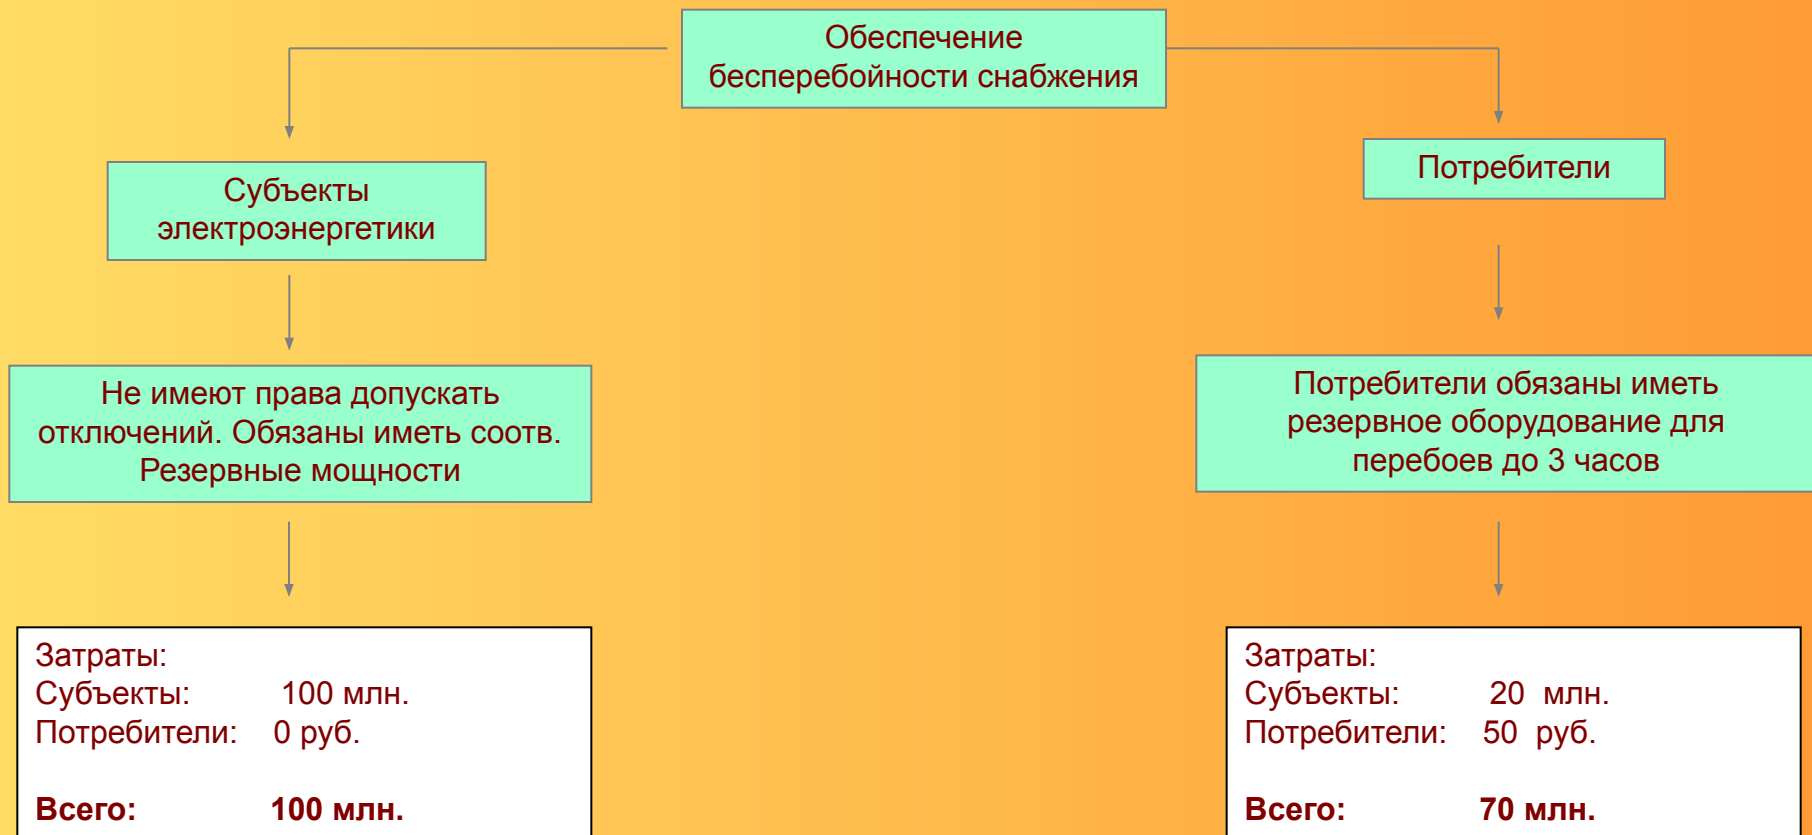 Обеспечение
бесперебойности снабжения
Субъекты
электроэнергетики
Потребители
Не имеют права допускать
отключений. Обязаны иметь соотв.
Резервные мощности
Потребители обязаны иметь
резервное оборудование для
перебоев до 3 часов
Затраты:
Субъекты: 100 млн.
Потребители: 0 руб.
Всего: 100 млн.
Затраты:
Субъекты: 20 млн.
Потребители: 50 руб.
Всего: 70 млн.